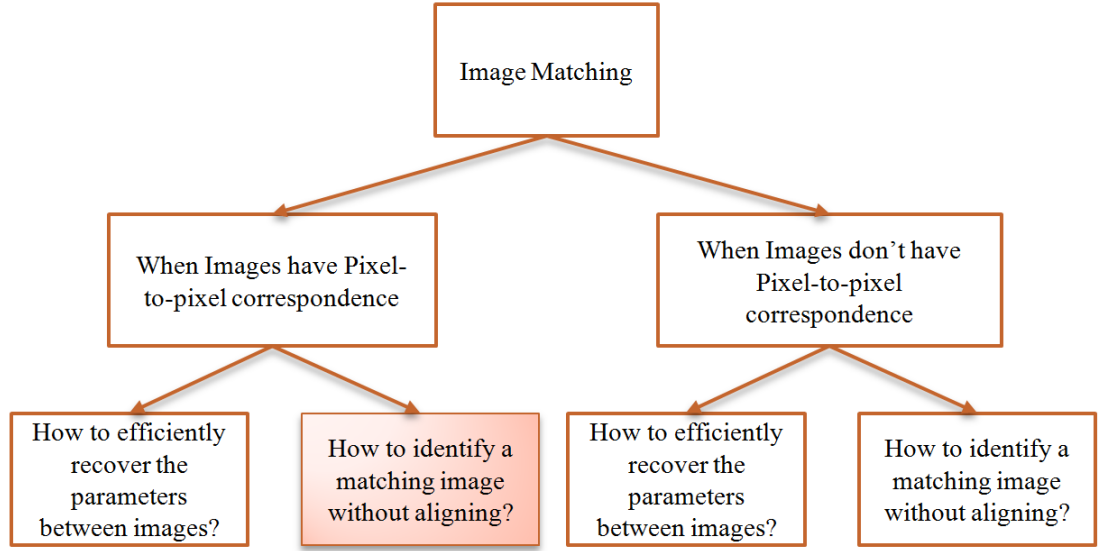 Image Matching
When Images have Pixel-
to-pixel correspondence
When Images don’t have
Pixel-to-pixel
correspondence
How to efficiently
recover the
parameters
between images?
How to identify a
matching image
without aligning?
How to efficiently
recover the
parameters
between images?
How to identify a
matching image
without aligning?